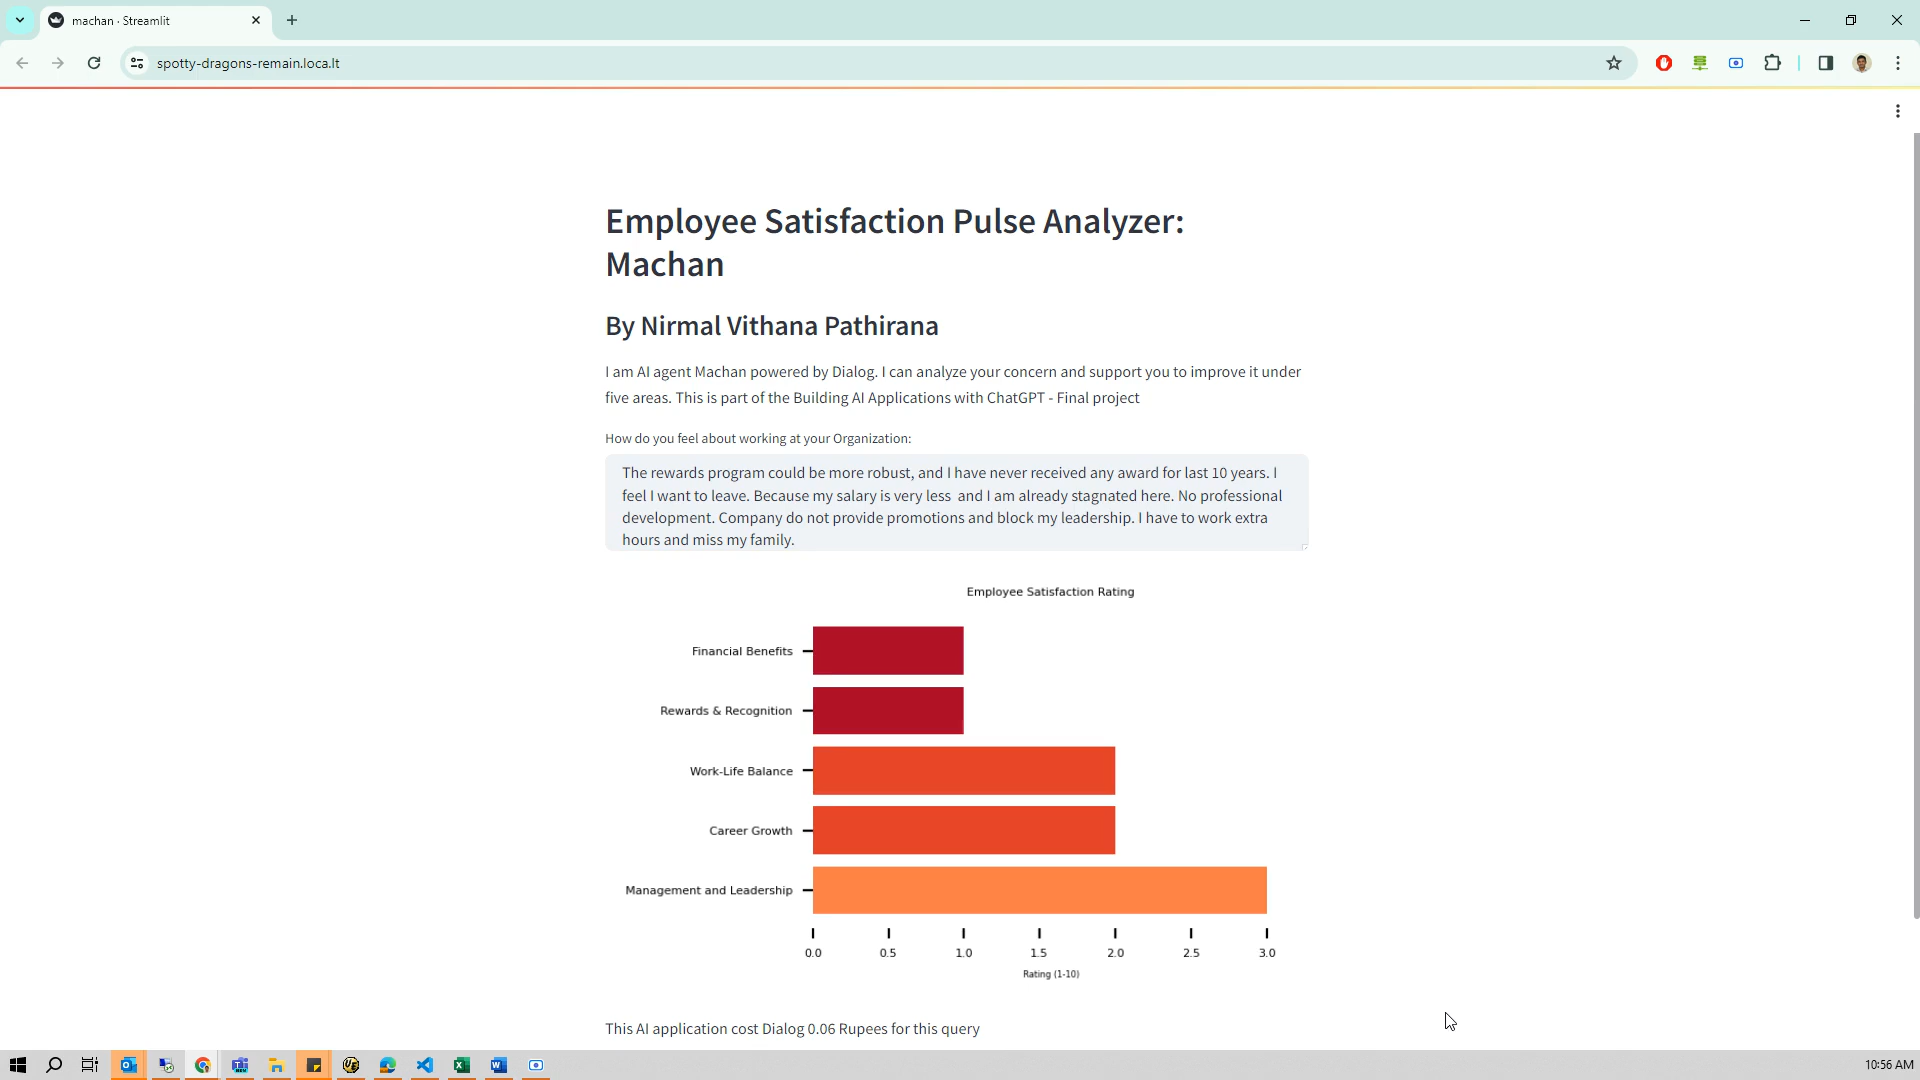 machan · Streamlit
spotty-dragons-remain.loca.lt
Employee Satisfaction Pulse Analyzer:
Machan
By Nirmal Vithana Pathirana
I am AI agent Machan powered by Dialog. I can analyze your concern and support you to improve it under
five areas. This is part of the Building AI Applications with ChatGPT - Final project
How do you feel about working at your Organization:
The rewards program could be more robust, and I have never received any award for last 10 years. I
feel I want to leave. Because my salary is very less  and I am already stagnated here. No professional
development. Company do not provide promotions and block my leadership. I have to work extra
hours and miss my family.
Employee Satisfaction Rating
Financial Benefits
Rewards & Recognition
Work-Life Balance
Career Growth
Management and Leadership
0.0 0.5 1.0 1.5 2.0 2.5 3.0
Rating (1-10)
This AI application cost Dialog 0.06 Rupees for this query
10:56 AM